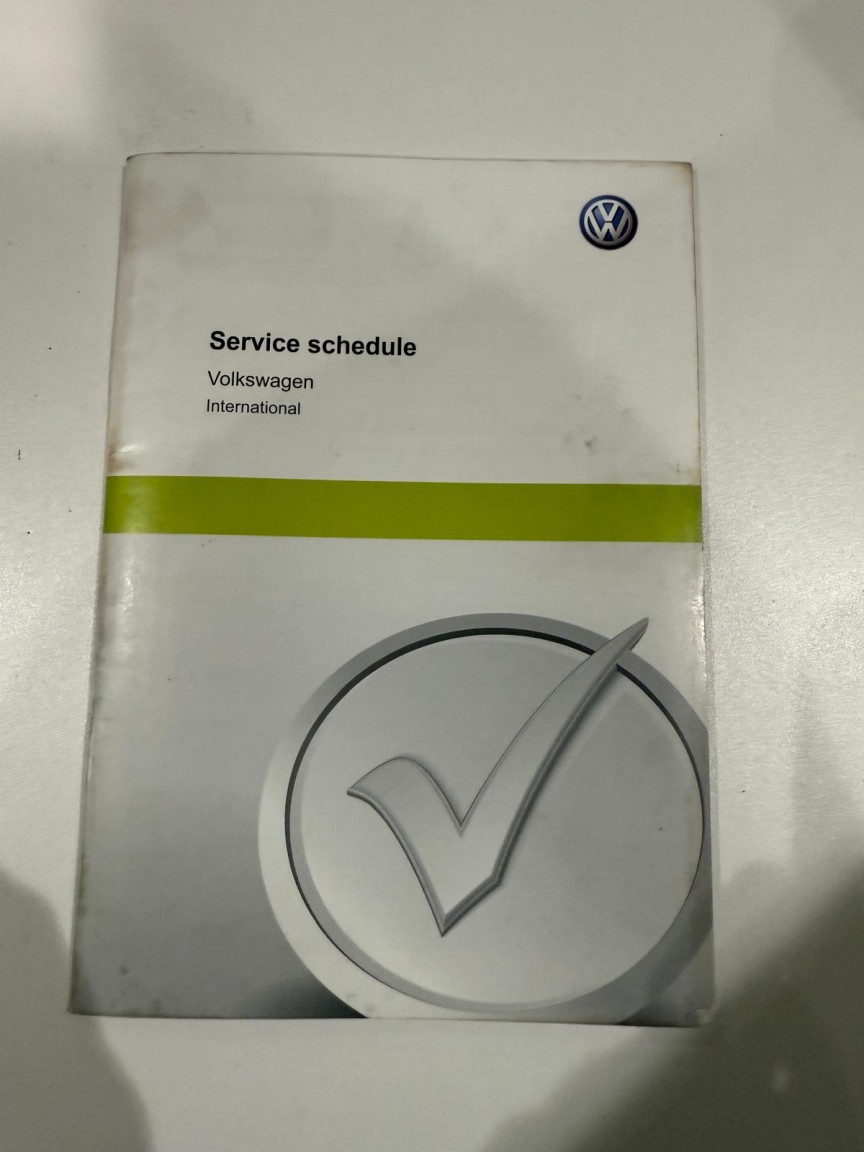 Service schedule
Volkswagen
International